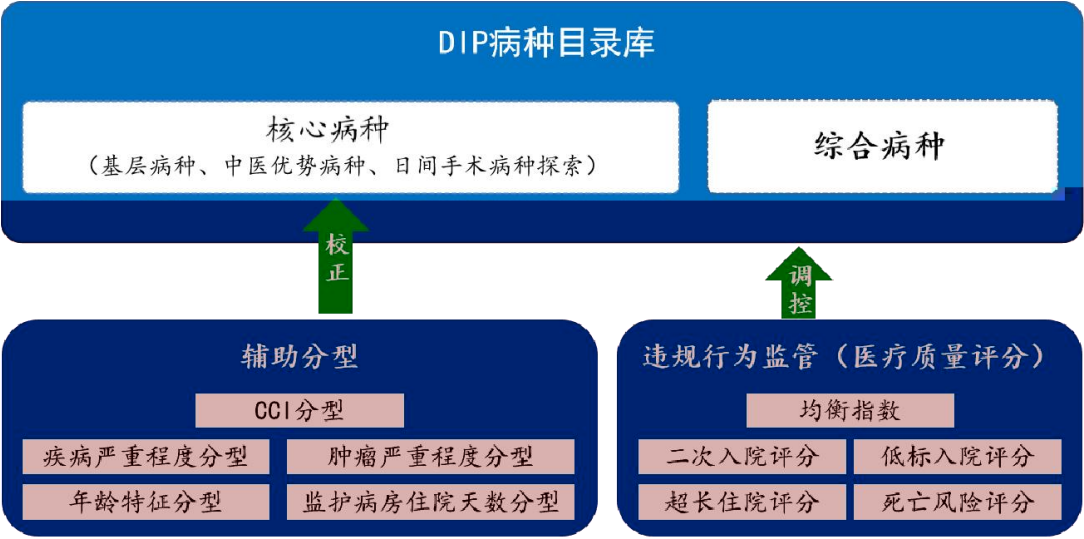 DIP病种目录库
核心病种
（基层病种、中医优势病种、日间手术病种探索）
综合病种
校正
调控
辅助分型
CCI分型
疾病严重程度分型
肿瘤严重程度分型
年龄特征分型
监护病房住院天数分型
违规行为监管（医疗质量评分）
均衡指数
二次入院评分
低标入院评分
超长住院评分
死亡风险评分